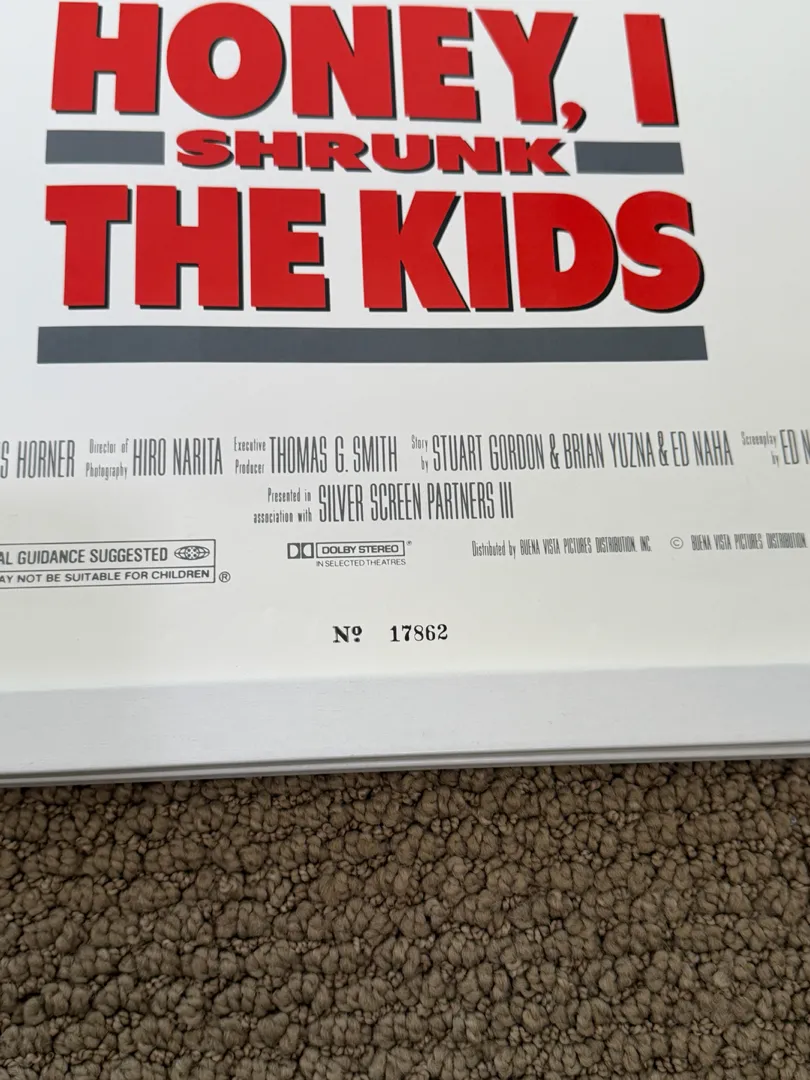 HONEY, I
SHRUNK
THE KIDS
S HORNER Director of Photography HIRO NARITA Executive Producer THOMAS G. SMITH Story by STUART GORDON & BRIAN YUZNA & ED NAHA Screenplay by ED N
Presented in association with SILVER SCREEN PARTNERS III
AL GUIDANCE SUGGESTED
AY NOT BE SUITABLE FOR CHILDREN ®
DOLBY STEREO ®
IN SELECTED THEATRES
Distributed by BUENA VISTA PICTURES DISTRIBUTION, INC. © BUENA VISTA PICTURES DISTRIBUTION,
Nº 17862